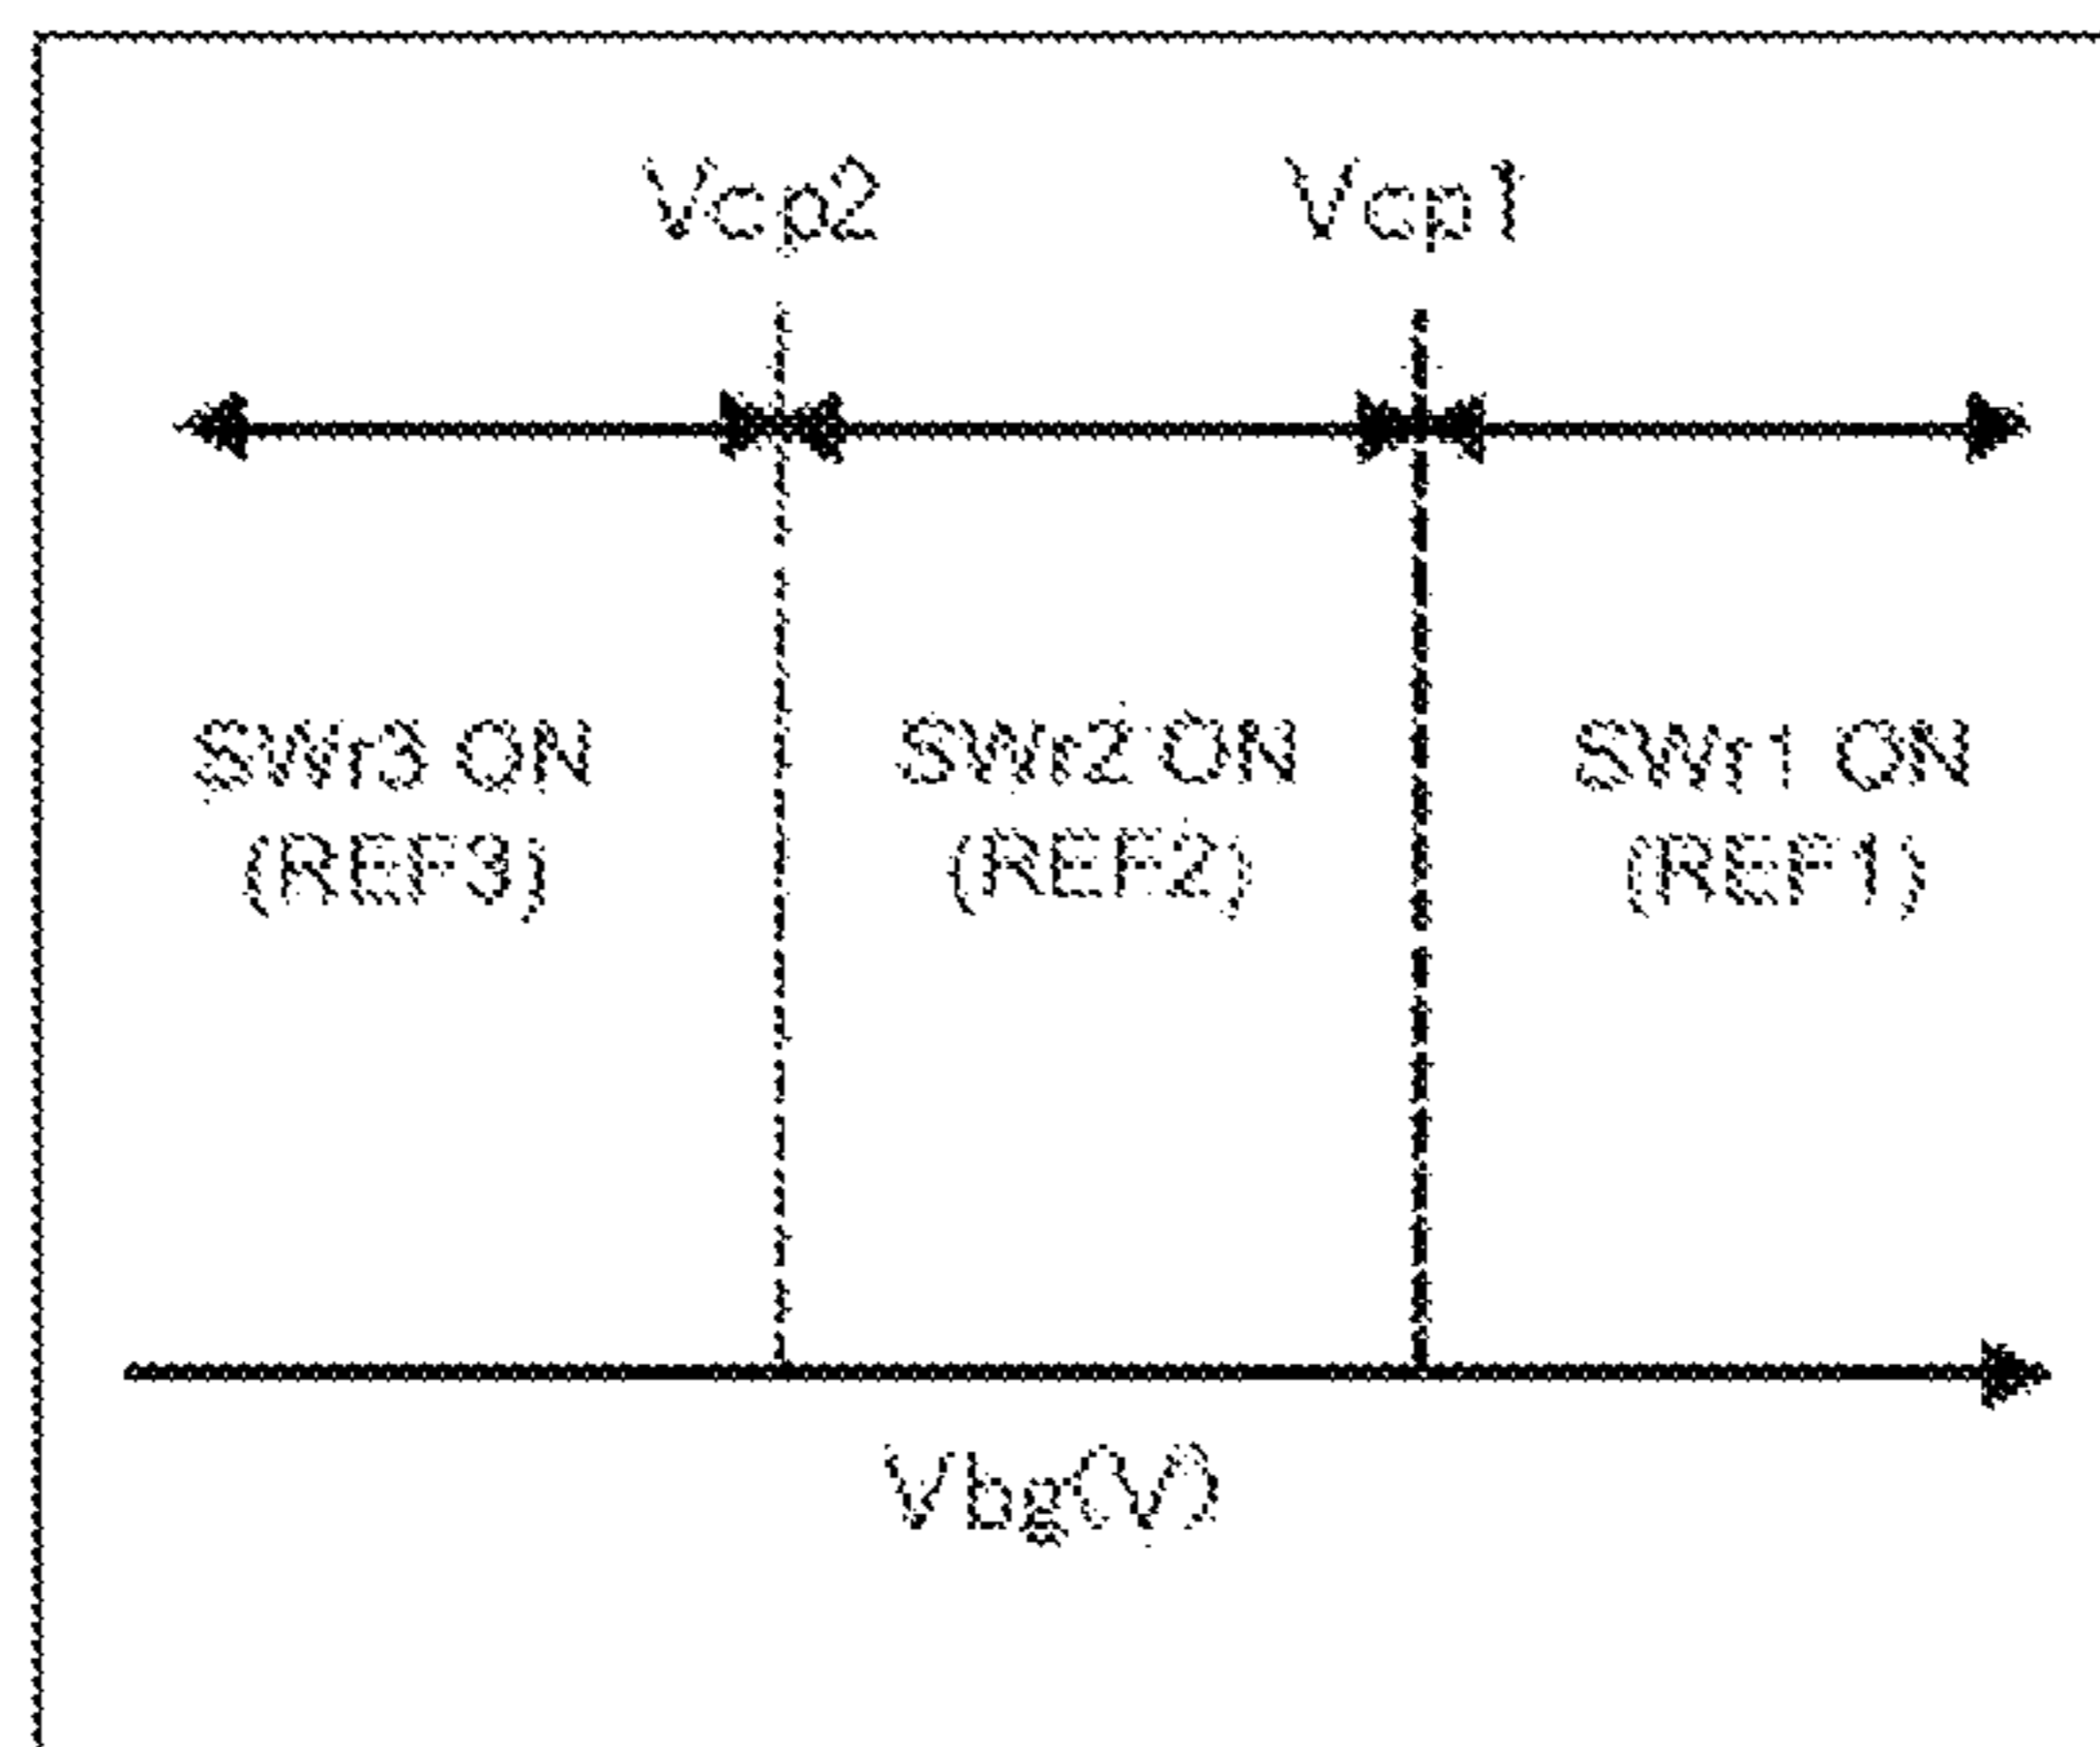 Vcp2
Vcp1
SWr3 ON
(REF3)
SWr2 ON
(REF2)
SWr1 ON
(REF1)
Vbg(V)